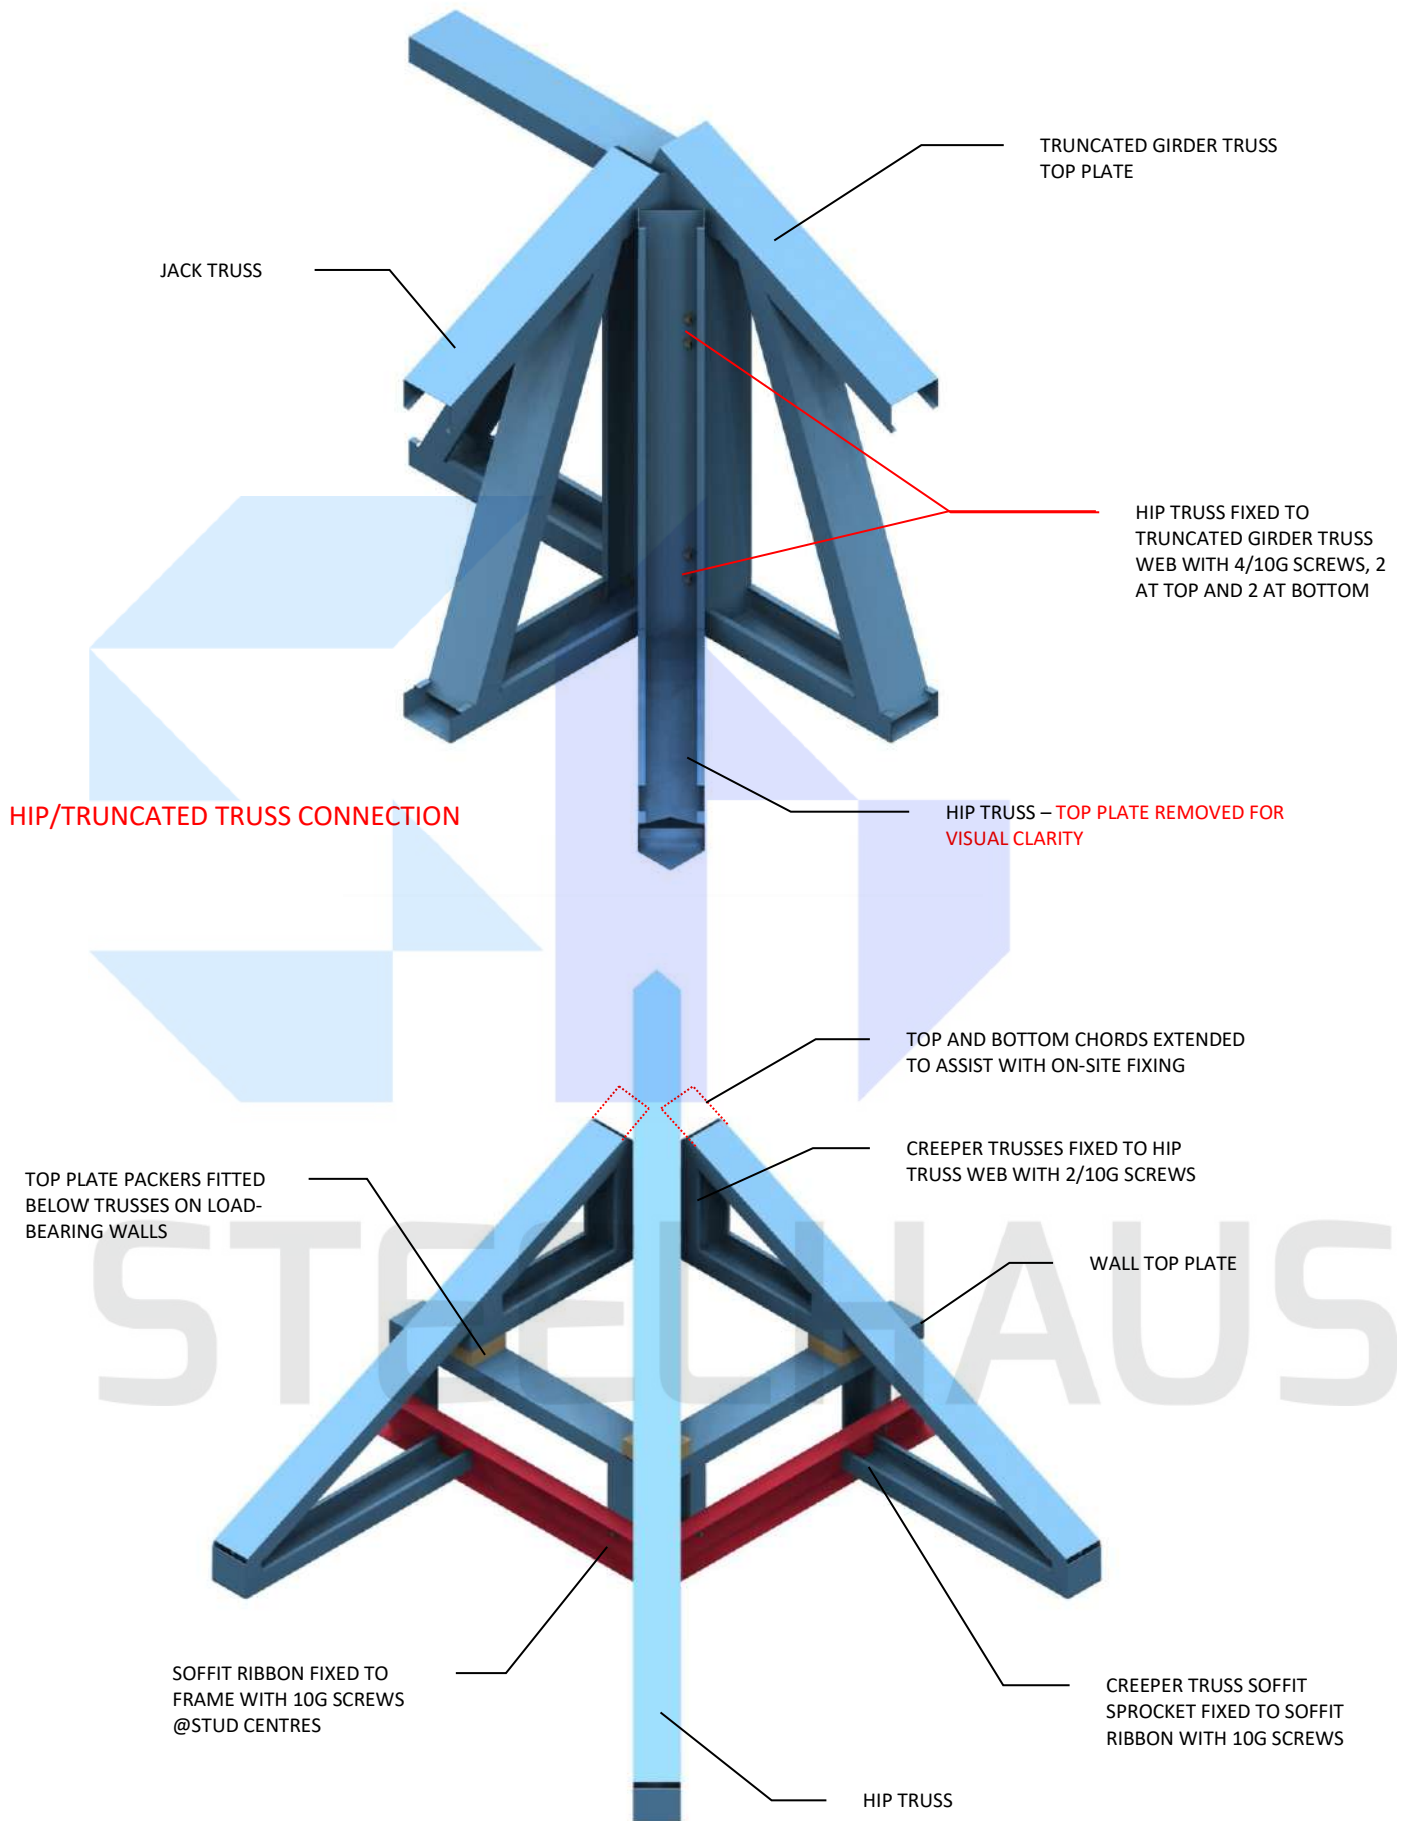 TRUNCATED GIRDER TRUSS
TOP PLATE
JACK TRUSS
HIP TRUSS FIXED TO
TRUNCATED GIRDER TRUSS
WEB WITH 4/10G SCREWS, 2
AT TOP AND 2 AT BOTTOM
HIP/TRUNCATED TRUSS CONNECTION
HIP TRUSS – TOP PLATE REMOVED FOR
VISUAL CLARITY
TOP AND BOTTOM CHORDS EXTENDED
TO ASSIST WITH ON-SITE FIXING
CREEPER TRUSSES FIXED TO HIP
TRUSS WEB WITH 2/10G SCREWS
TOP PLATE PACKERS FITTED
BELOW TRUSSES ON LOAD-
BEARING WALLS
WALL TOP PLATE
STEELHAUS
SOFFIT RIBBON FIXED TO
FRAME WITH 10G SCREWS
@STUD CENTRES
CREEPER TRUSS SOFFIT
SPROCKET FIXED TO SOFFIT
RIBBON WITH 10G SCREWS
HIP TRUSS